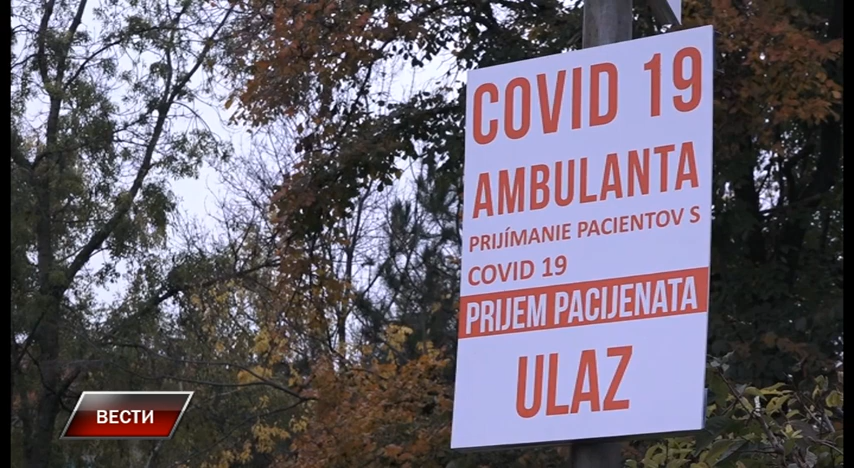 COVID 19
AMBULANTA
PRIJÍMANIE PACIENTOV S
COVID 19
PRIJEM PACIJENATA
ULAZ
ВЕСТИ